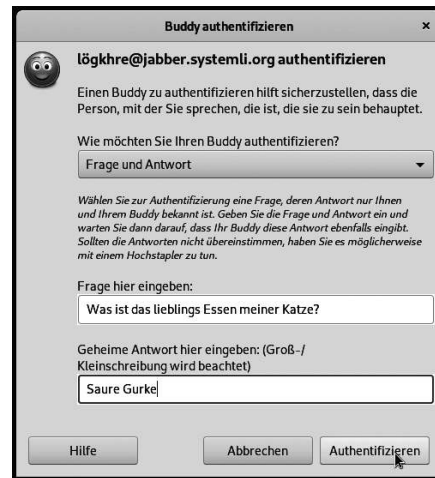 Buddy authentifizieren
lögkhre@jabber.systemli.org authentifizieren
Einen Buddy zu authentifizieren hilft sicherzustellen, dass die
Person, mit der Sie sprechen, die ist, die sie zu sein behauptet.
Wie möchten Sie Ihren Buddy authentifizieren?
Frage und Antwort
Wählen Sie zur Authentifizierung eine Frage, deren Antwort nur Ihnen
und Ihrem Buddy bekannt ist. Geben Sie die Frage und Antwort ein und
warten Sie dann darauf, dass Ihr Buddy diese Antwort ebenfalls eingibt.
Sollten die Antworten nicht übereinstimmen, haben Sie es möglicherweise
mit einem Hochstapler zu tun.
Frage hier eingeben:
Was ist das lieblings Essen meiner Katze?
Geheime Antwort hier eingeben: (Groß-/
Kleinschreibung wird beachtet)
Saure Gurke
Hilfe Abbrechen Authentifizieren